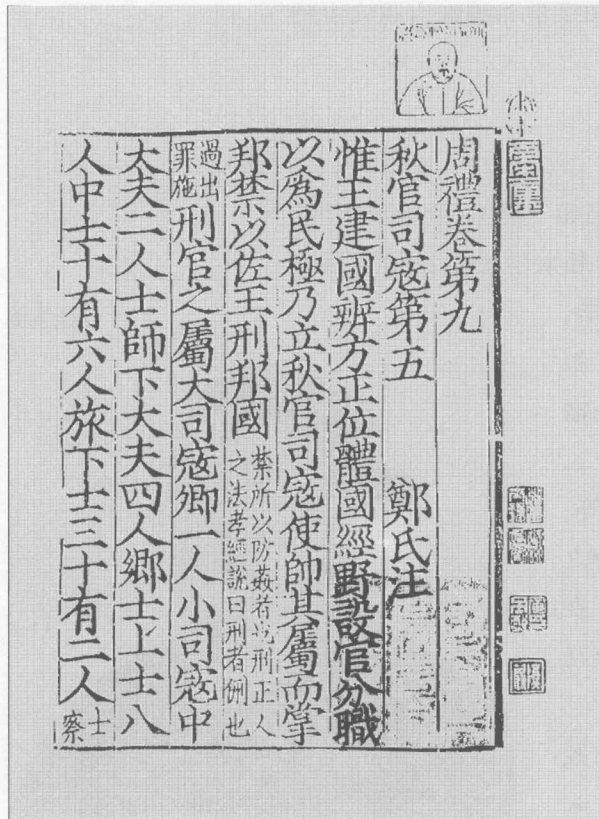 周禮卷第九
秋官司寇第五 鄭氏注
惟王建國辨方正位體國經野設官分職
以爲民極乃立秋官司寇使帥其屬而掌
邦禁以佐王刑邦國 禁所以防姦者也刑正人
之法孝經說曰刑者侀也
過出
罪施 刑官之屬大司寇卿一人小司寇中
大夫二人士師下大夫四人鄉士上士八
人中士十有六人旅下士三十有二人 士
察